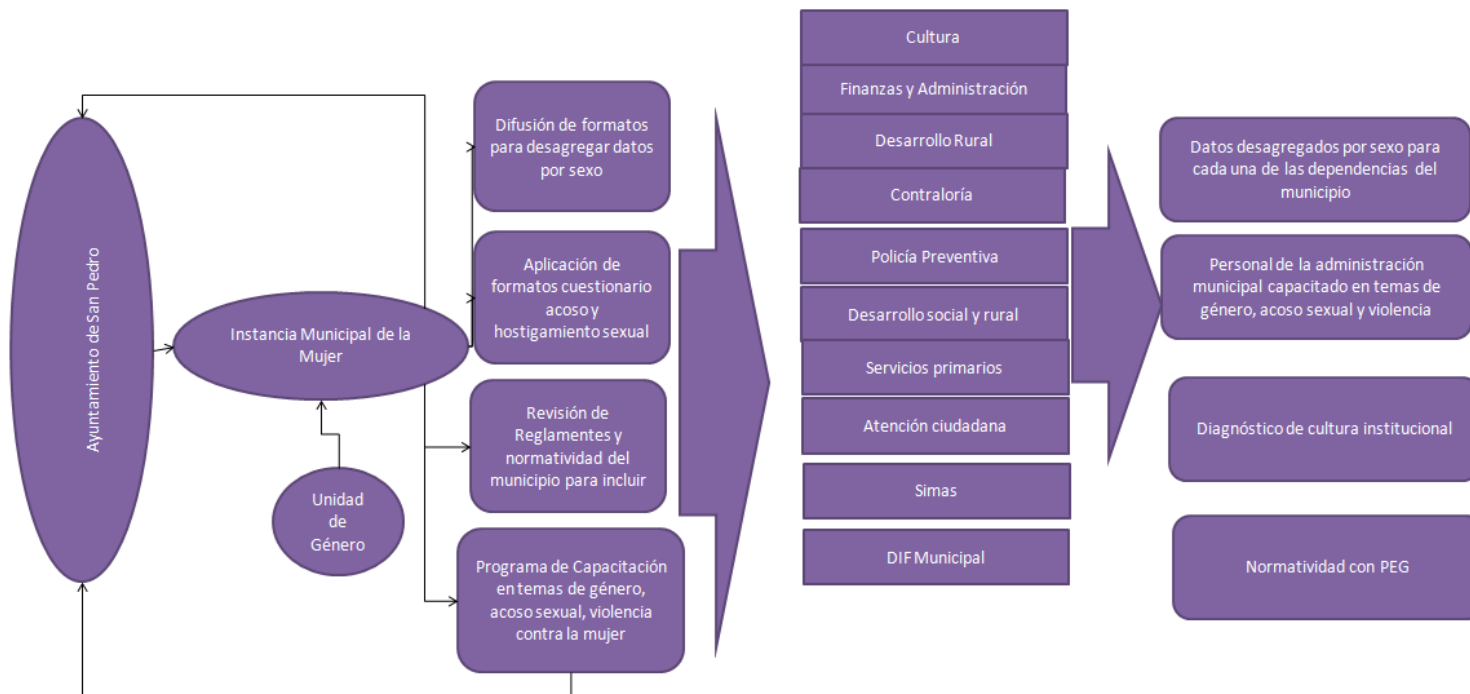 Ayuntamiento de San Pedro
Instancia Municipal de la
Mujer
Unidad
de
Género
Difusión de formatos
para desagregar datos
por sexo
Aplicación de
formatos cuestionario
acoso y
hostigamiento sexual
Revisión de
Reglamentes y
normatividad del
municipio para incluir
Programa de Capacitación
en temas de género,
acoso sexual, violencia
contra la mujer
Cultura
Finanzas y Administración
Desarrollo Rural
Contraloría
Policía Preventiva
Desarrollo social y rural
Servicios primarios
Atención ciudadana
Simas
DIF Municipal
Datos desagregados por sexo para
cada una de las dependencias del
municipio
Personal de la administración
municipal capacitado en temas de
género, acoso sexual y violencia
Diagnóstico de cultura institucional
Normatividad con PEG